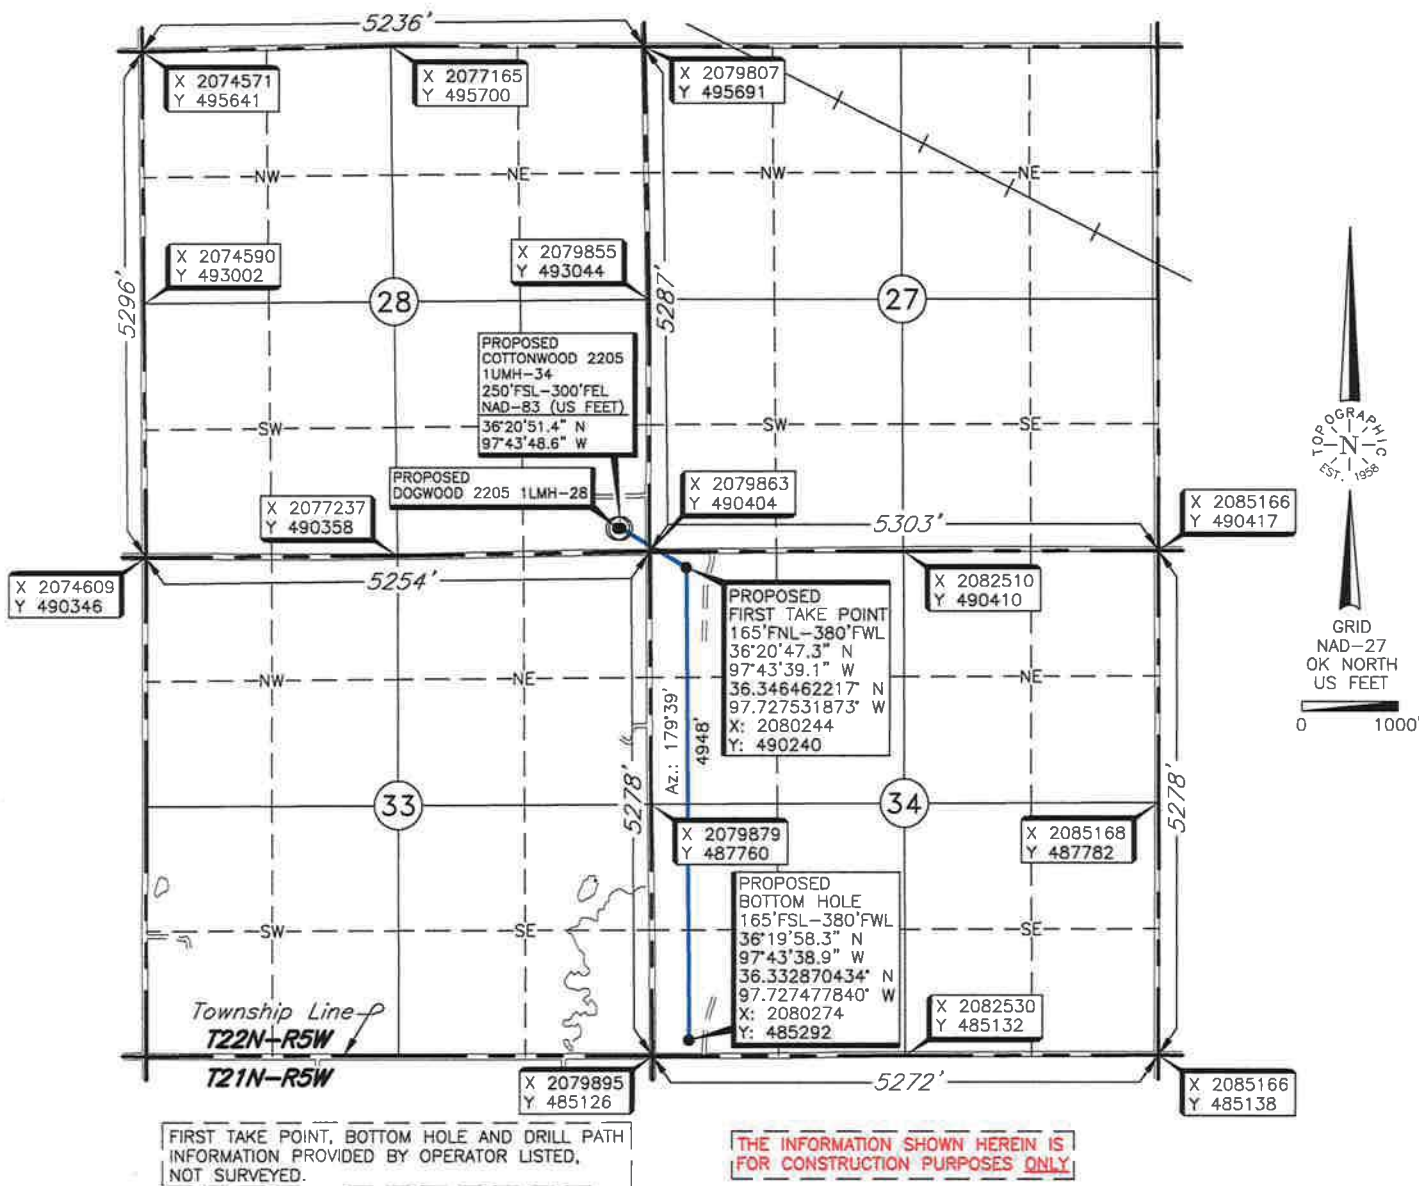 5236'
X 2074571
Y 495641
X 2077165
Y 495700
X 2079807
Y 495691
NW
NE
NW
NE
X 2074590
Y 493002
X 2079855
Y 493044
5296'
28
5287'
27
PROPOSED
COTTONWOOD 2205
1UMH-34
250'FSL-300'FEL
NAD-83 (US FEET)
36°20'51.4" N
97°43'48.6" W
SW
SW
SE
TOPOGRAPHIC
N
EST. 1958
PROPOSED
DOGWOOD 2205 1LMH-28
X 2077237
Y 490358
X 2079863
Y 490404
5303'
X 2085166
Y 490417
X 2074609
Y 490346
5254'
X 2082510
Y 490410
PROPOSED
FIRST TAKE POINT
165'FNL-380'FWL
36°20'47.3" N
97°43'39.1" W
36.346462217° N
97.727531873° W
X: 2080244
Y: 490240
GRID
NAD-27
OK NORTH
US FEET
0 1000'
NW
NE
NE
Az.: 179°39'
4948'
33
5278'
34
5278'
X 2079879
Y 487760
X 2085168
Y 487782
PROPOSED
BOTTOM HOLE
165'FSL-380'FWL
36°19'58.3" N
97°43'38.9" W
36.332870434° N
97.727477840° W
X: 2080274
Y: 485292
SW
SE
SE
Township Line
T22N-R5W
T21N-R5W
X 2082530
Y 485132
X 2079895
Y 485126
5272'
X 2085166
Y 485138
FIRST TAKE POINT, BOTTOM HOLE AND DRILL PATH
INFORMATION PROVIDED BY OPERATOR LISTED,
NOT SURVEYED.
THE INFORMATION SHOWN HEREIN IS
FOR CONSTRUCTION PURPOSES ONLY